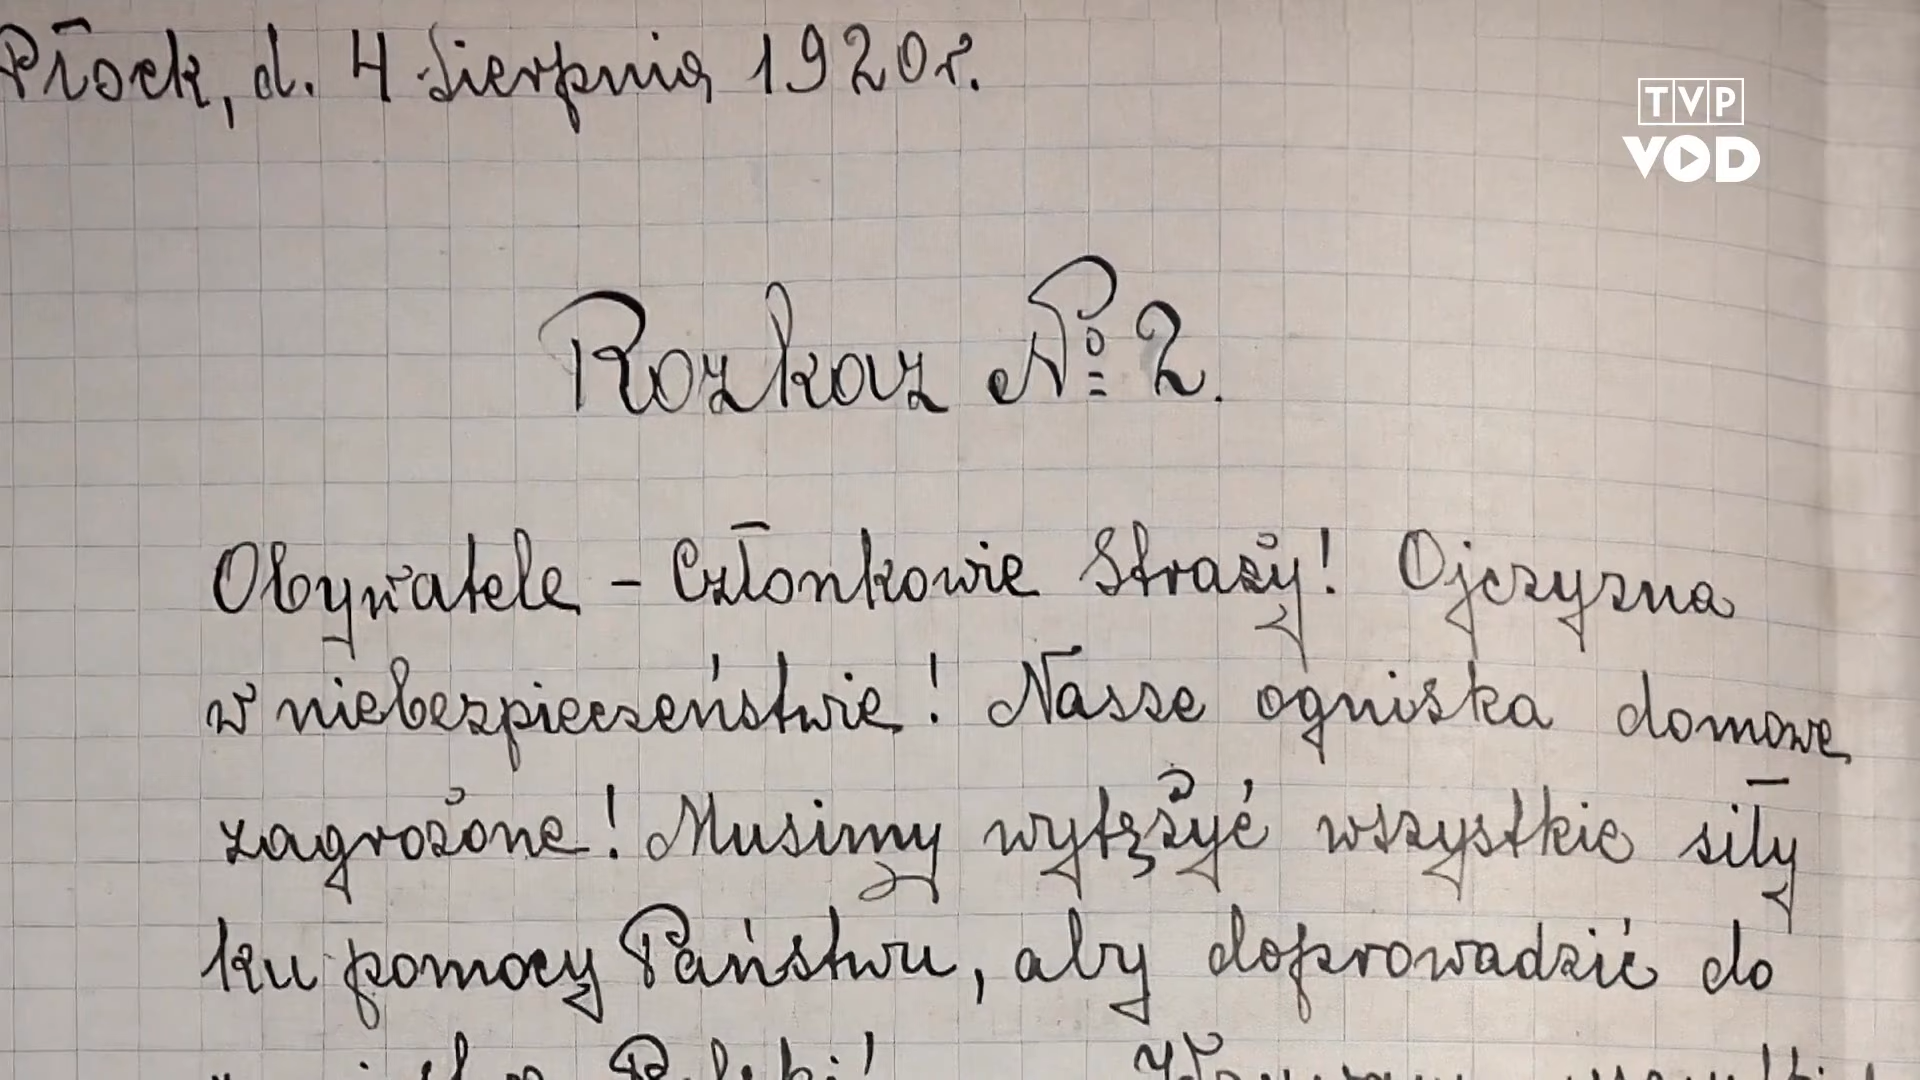 Płock, d. 4 Sierpnia 1920 r.
TVP
VOD
Rozkaz № 2.
Obywatele - Członkowie Straży! Ojczyzna
w niebezpieczeństwie! Nasze ogniska domowe
zagrożone! Musimy wytężyć wszystkie siły
ku pomocy Państwu, aby doprowadzić do